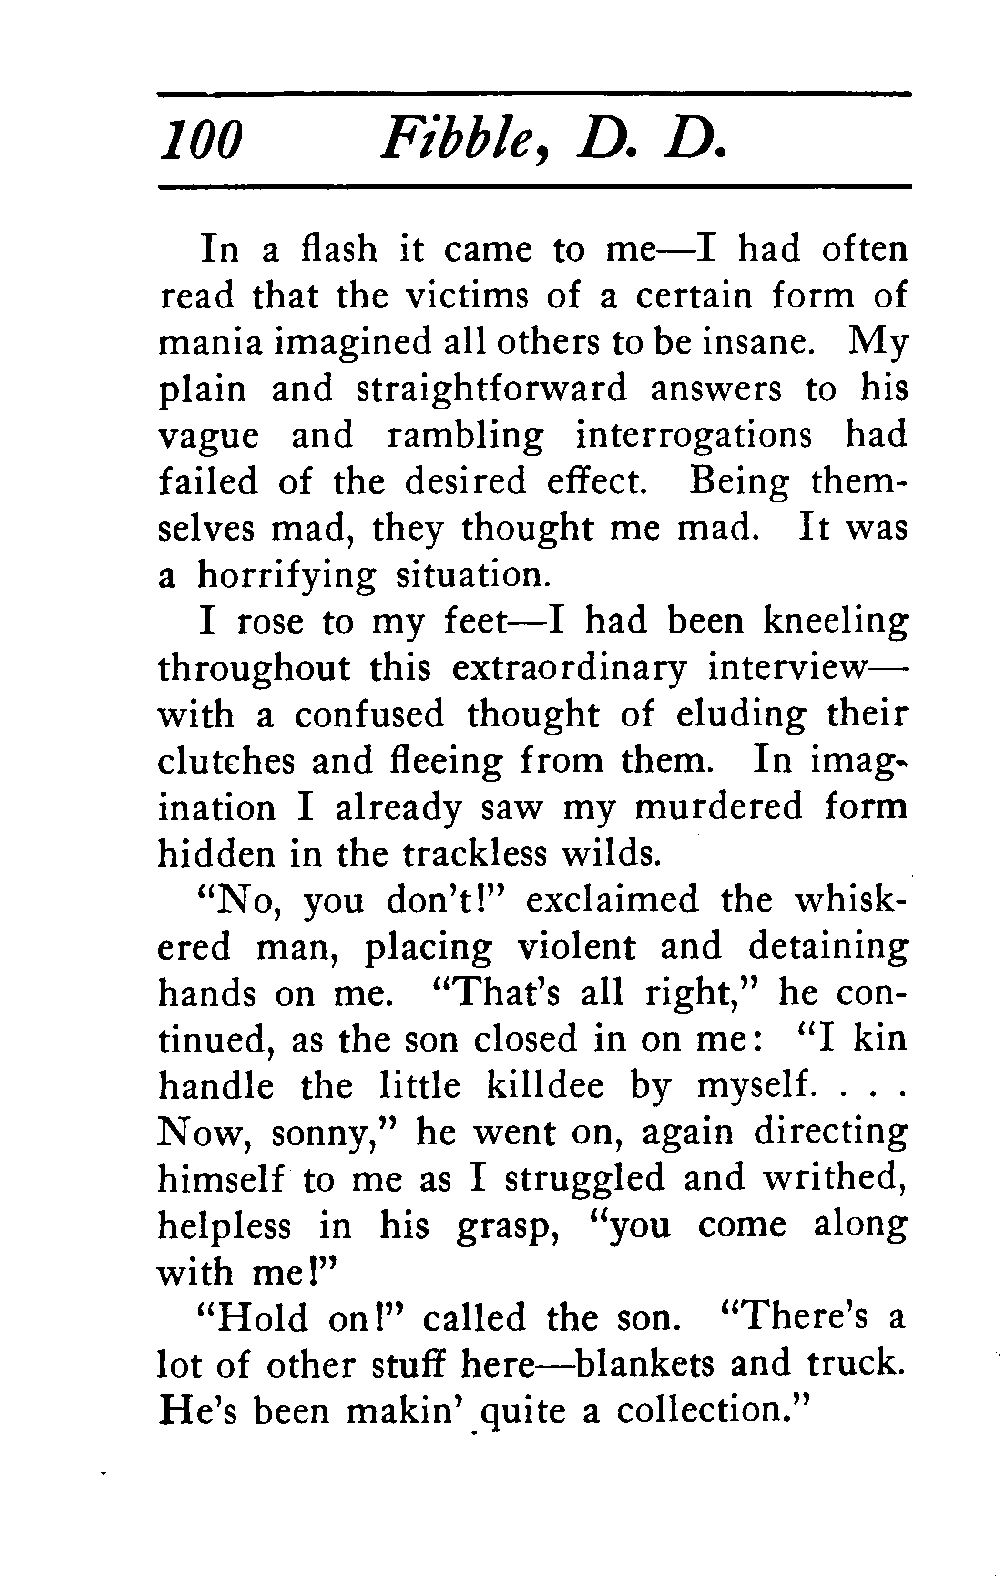 100 Fibble, D. D.
In a flash it came to me—I had often
read that the victims of a certain form of
mania imagined all others to be insane. My
plain and straightforward answers to his
vague and rambling interrogations had
failed of the desired effect. Being them-
selves mad, they thought me mad. It was
a horrifying situation.
I rose to my feet—I had been kneeling
throughout this extraordinary interview—
with a confused thought of eluding their
clutches and fleeing from them. In imag-
ination I already saw my murdered form
hidden in the trackless wilds.
“No, you don’t!” exclaimed the whisk-
ered man, placing violent and detaining
hands on me. “That’s all right,” he con-
tinued, as the son closed in on me: “I kin
handle the little killdee by myself. . . .
Now, sonny,” he went on, again directing
himself to me as I struggled and writhed,
helpless in his grasp, “you come along
with me!”
“Hold on!” called the son. “There’s a
lot of other stuff here—blankets and truck.
He’s been makin’ quite a collection.”